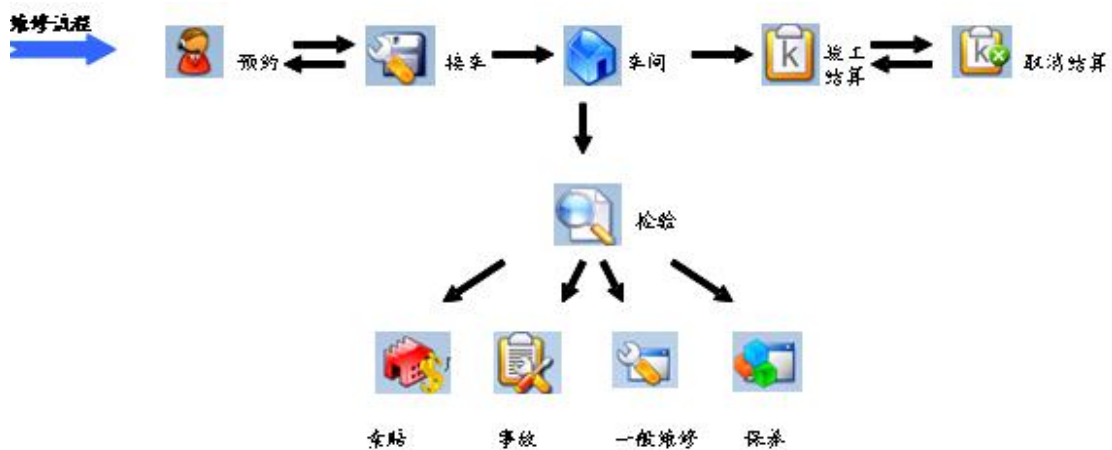 维修流程
预约
接车
车间
竣工
结算
取消结算
检验
索赔
事故
一般维修
保养